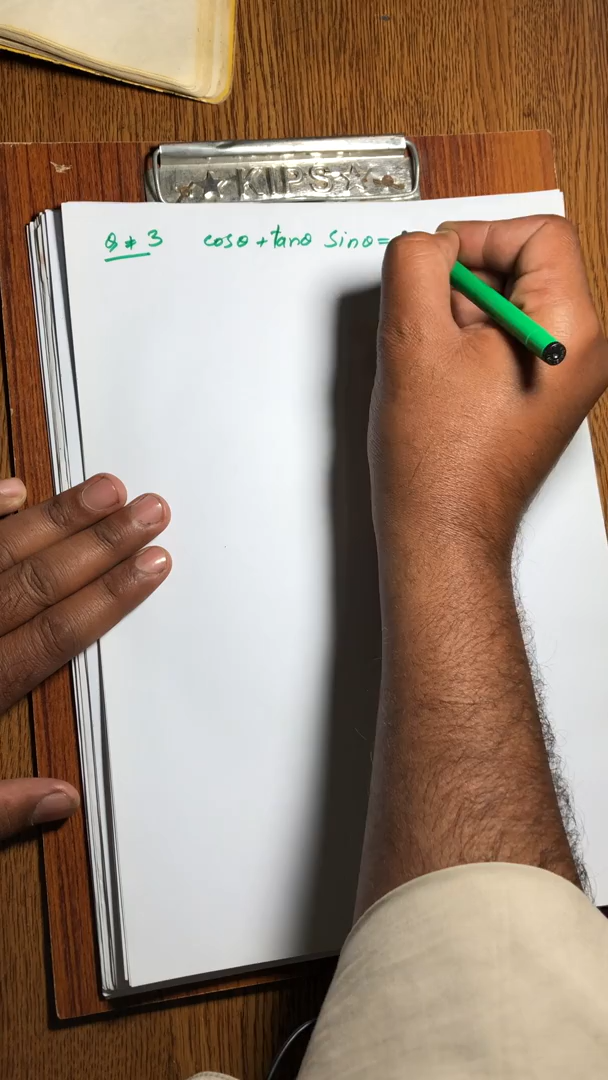 ★ KIPS ★
Q * 3 cosθ + tanθ sinθ =